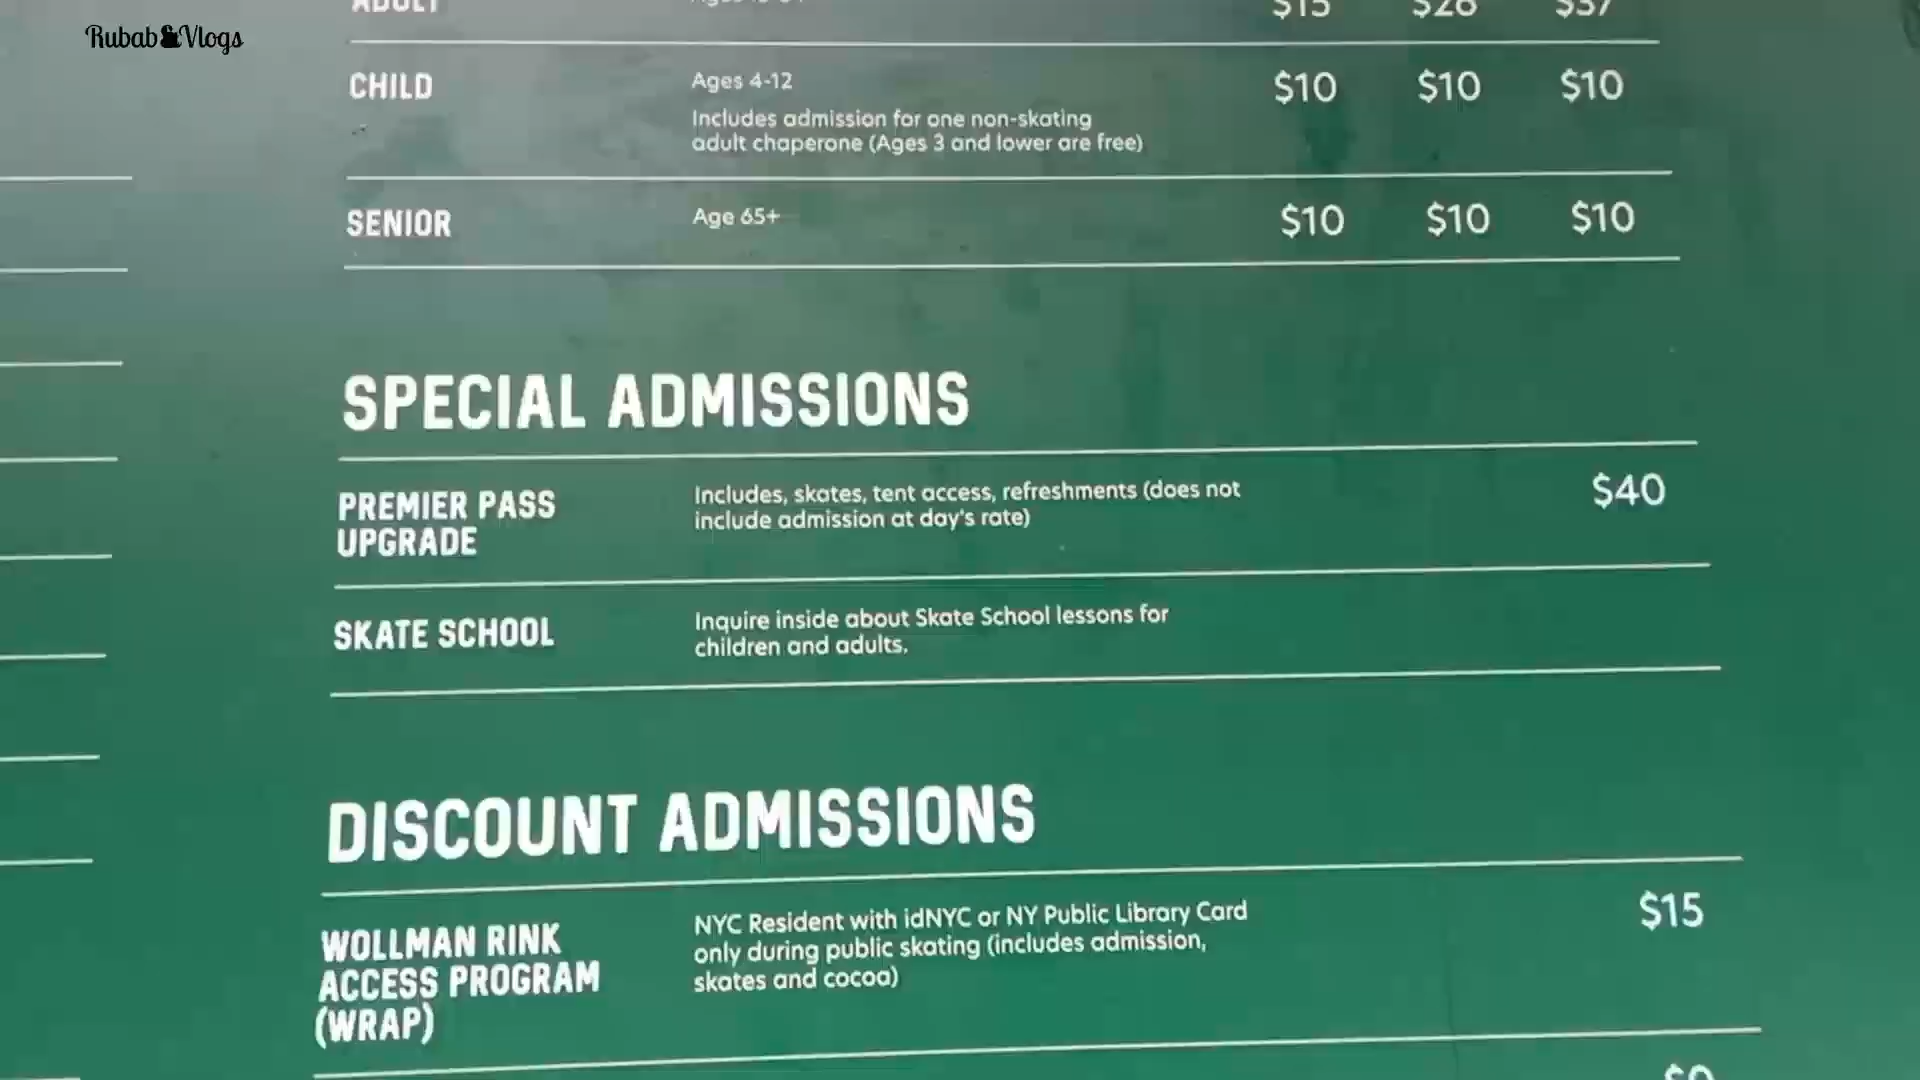 Rubab Vlogs
ADULT $15 $26 $37
CHILD Ages 4-12 $10 $10 $10
Includes admission for one non-skating
adult chaperone (Ages 3 and lower are free)
SENIOR Age 65+ $10 $10 $10
SPECIAL ADMISSIONS
PREMIER PASS
UPGRADE
Includes, skates, tent access, refreshments (does not
include admission at day's rate)
$40
SKATE SCHOOL
Inquire inside about Skate School lessons for
children and adults.
DISCOUNT ADMISSIONS
WOLLMAN RINK
ACCESS PROGRAM
(WRAP)
NYC Resident with idNYC or NY Public Library Card
only during public skating (includes admission,
skates and cocoa)
$15